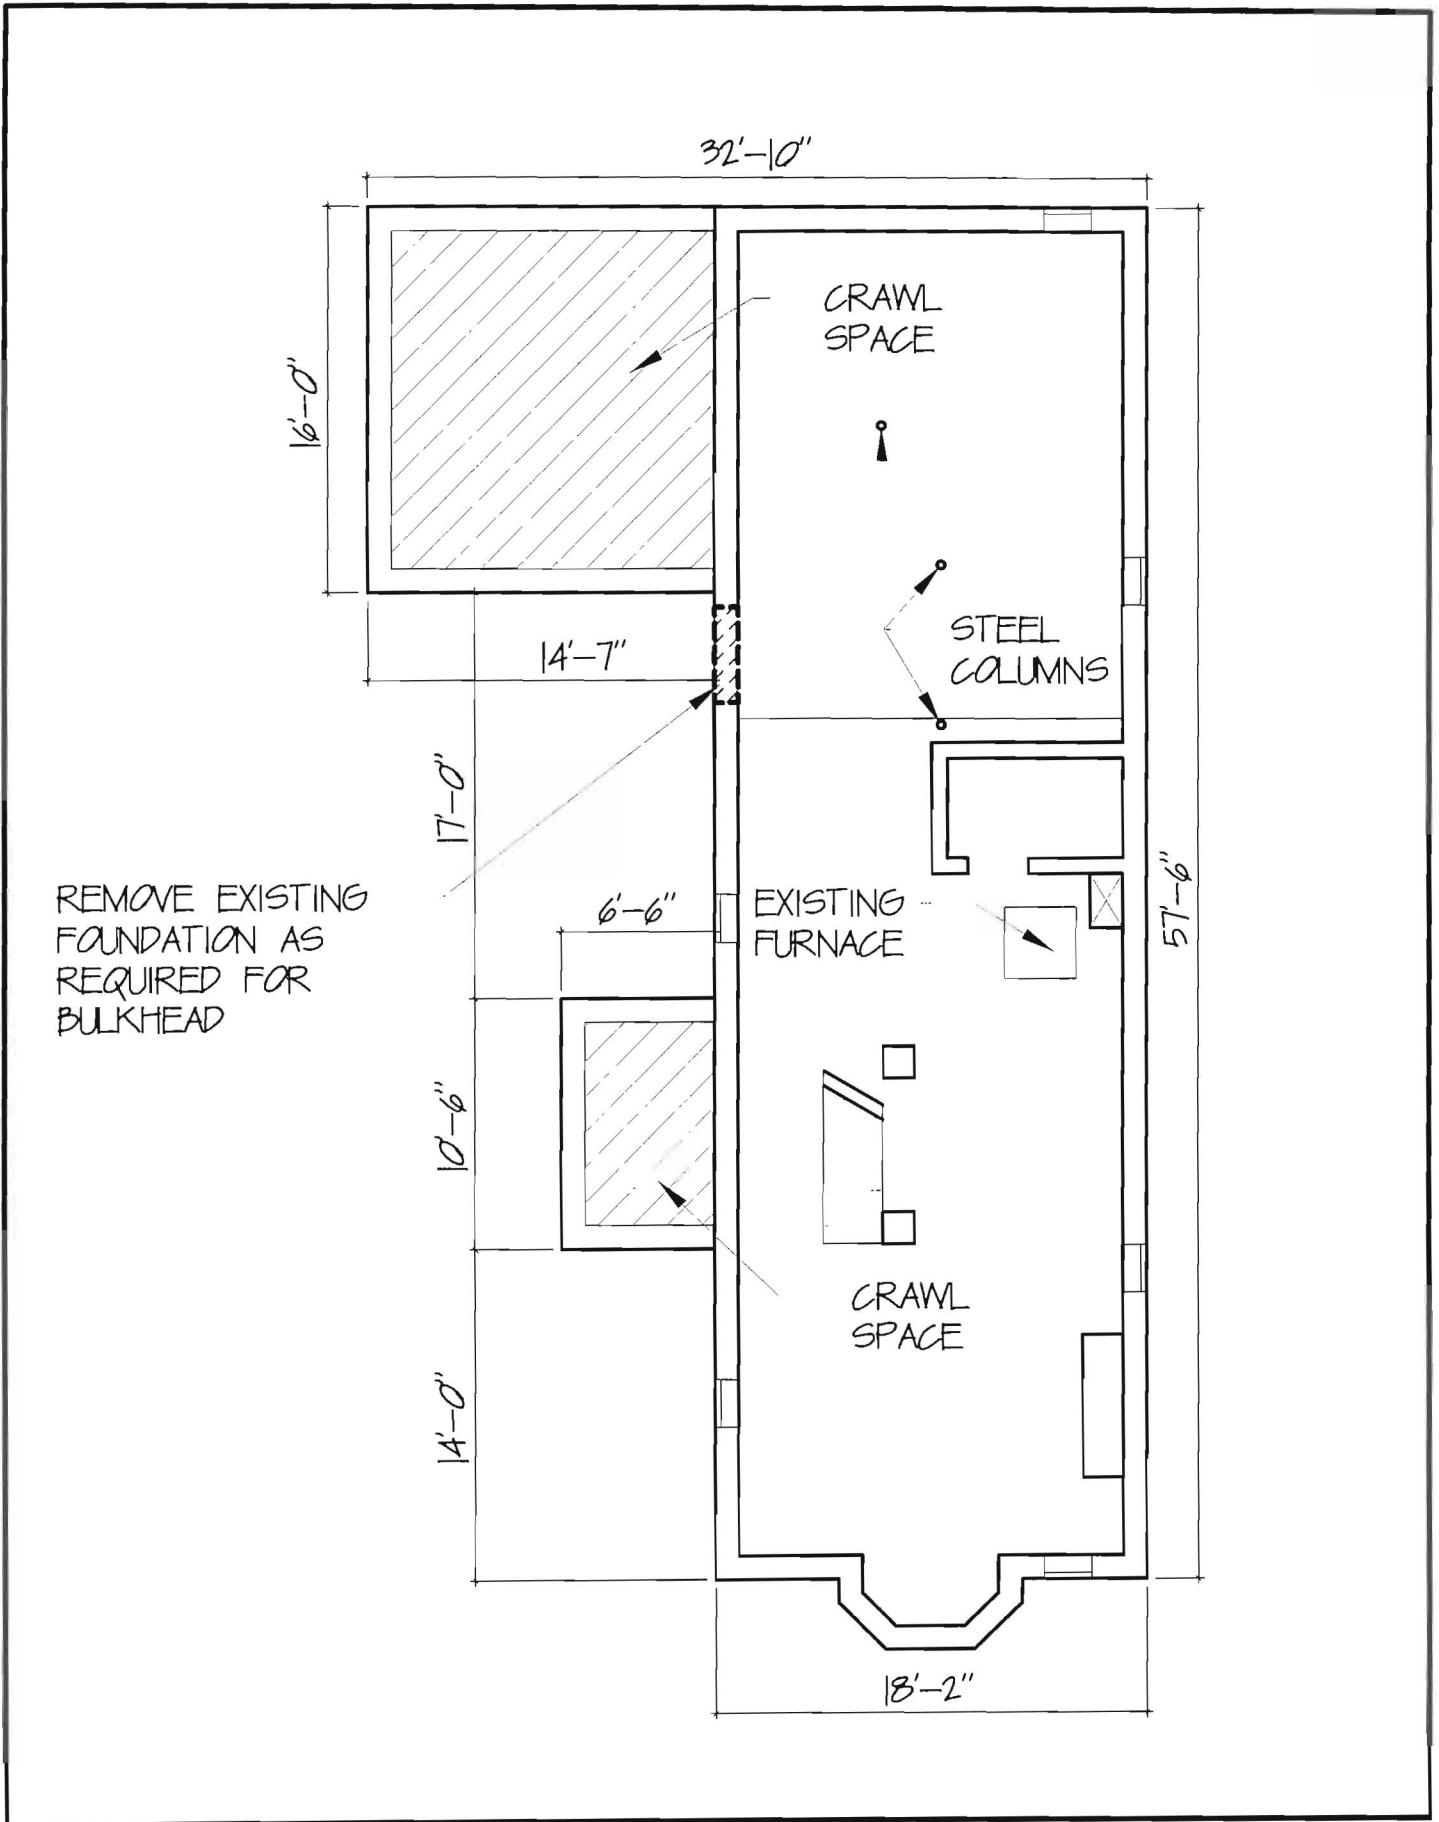 32'-10"
CRAWL
SPACE
16'-0"
STEEL
COLUMNS
14'-7"
17'-0"
REMOVE EXISTING
FOUNDATION AS
REQUIRED FOR
BULKHEAD
6'-6"
EXISTING
FURNACE
57'-6"
10'-6"
CRAWL
SPACE
14'-0"
18'-2"